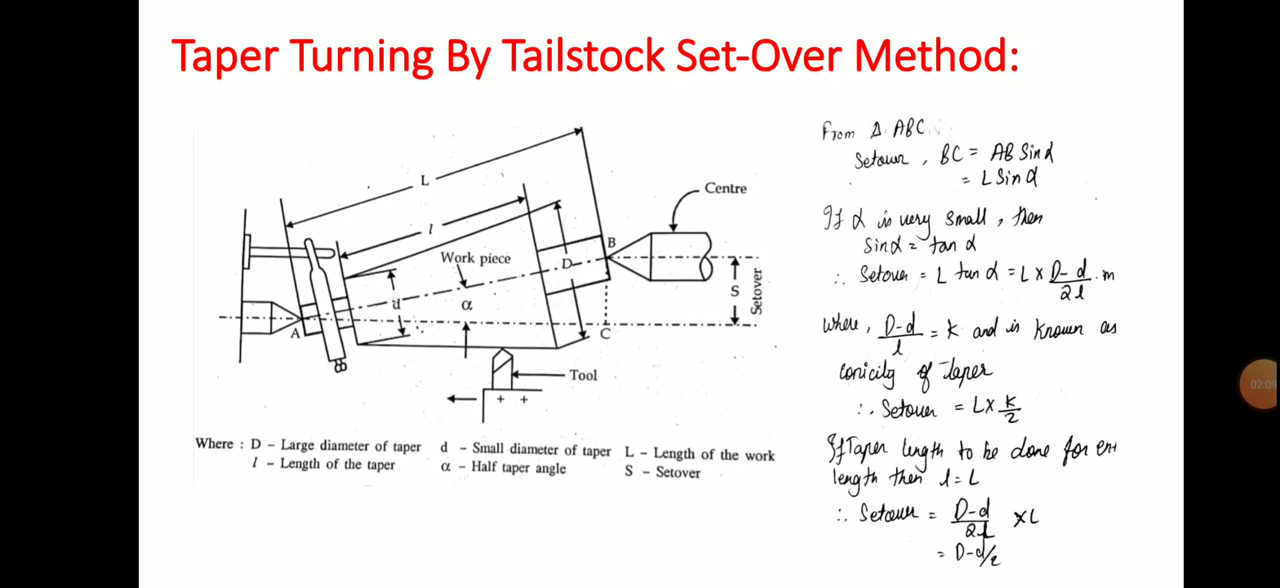 Taper Turning By Tailstock Set-Over Method:
L
l
Work piece
d
α
D
A
B
C
Centre
S
Setover
Tool
Where : D – Large diameter of taper d – Small diameter of taper L – Length of the work
l – Length of the taper α – Half taper angle S – Setover
From Δ ABC
Setover, BC = AB Sin α
= L Sin α
If α is very small, then
Sin α = tan α
∴ Setover = L tan α = L × D-d/2l . m
where, D-d/l = K and is known as
conicity of Taper
∴ Setover = L × K/2
If Taper length to be done for ent
length then l = L
∴ Setover = D-d/2L × L
= D-d/2
02:09